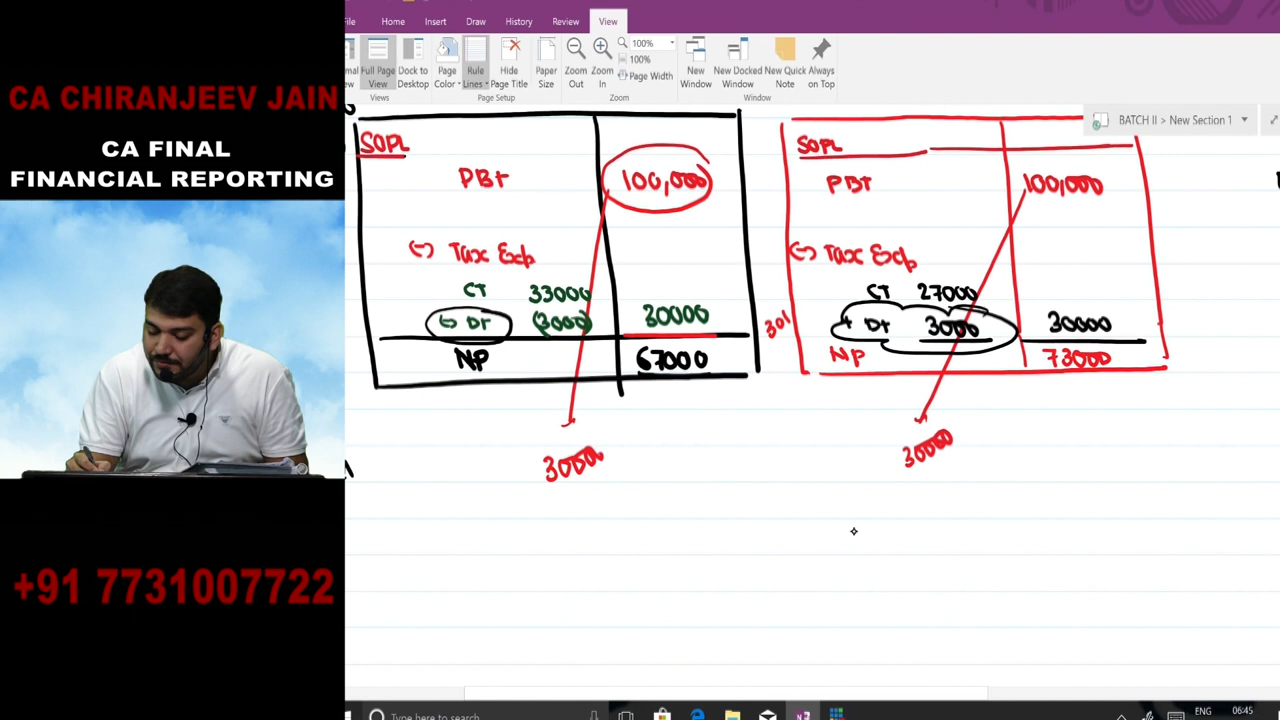 CA CHIRANJEEV JAIN
CA FINAL
FINANCIAL REPORTING
+91 7731007722
File Home Insert Draw History Review View
Normal View
Full Page View
Dock to Desktop
Page Color
Rule Lines
Hide Page Title
Paper Size
Zoom Out
Zoom In
100%
100%
Page Width
New Window
New Docked Window
New Quick Note
Always on Top
Views Page Setup Zoom Window
BATCH II > New Section 1
SOPL
PBT 100,000
(-) Tax Exp
CT 33000
(-) DT (3000) 30000
NP 67000
30000
SOPL
PBT 100,000
(-) Tax Exp
CT 27000
+ DT 3000 30000
NP 73000
30000
301
Type here to search
ENG 06:45